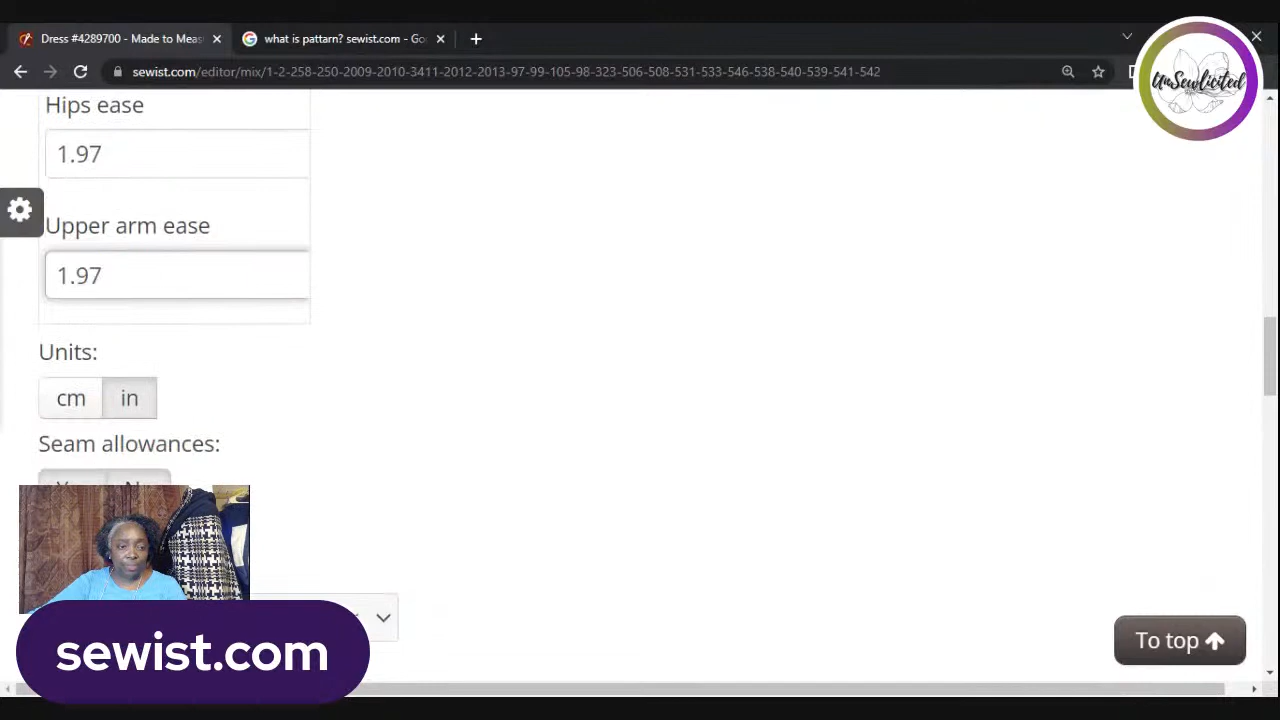 Dress #4289700 - Made to Meas
what is pattarn? sewist.com - Go
sewist.com/editor/mix/1-2-258-250-2009-2010-3411-2012-2013-97-99-105-98-323-506-508-531-533-546-538-540-539-541-542
UnSewlicited
Hips ease
1.97
Upper arm ease
1.97
Units:
cm in
Seam allowances:
sewist.com
To top